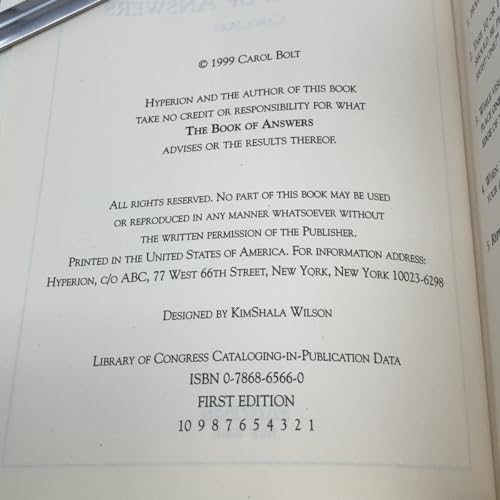 © 1999 Carol Bolt
Hyperion and the author of this book
take no credit or responsibility for what
The Book of Answers
advises or the results thereof.
All rights reserved. No part of this book may be used
or reproduced in any manner whatsoever without
the written permission of the Publisher.
Printed in the United States of America. For information address:
Hyperion, c/o ABC, 77 West 66th Street, New York, New York 10023-6298
Designed by KimShala Wilson
Library of Congress Cataloging-in-Publication Data
ISBN 0-7868-6566-0
FIRST EDITION
10 9 8 7 6 5 4 3 2 1